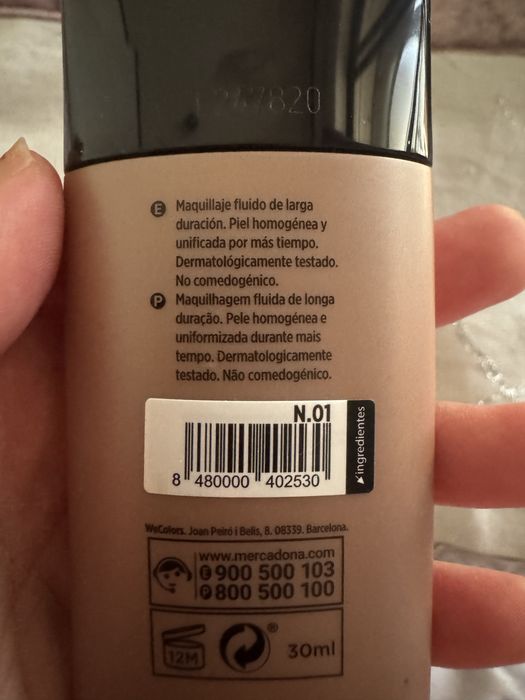 247820
E Maquillaje fluido de larga
duración. Piel homogénea y
unificada por más tiempo.
Dermatológicamente testado.
No comedogénico.
P Maquilhagem fluida de longa
duração. Pele homogénea e
uniformizada durante mais
tempo. Dermatologicamente
testado. Não comedogénico.
N.01
ingredientes
8 480000 402530
WeColors. Joan Peiró i Belis, 8. 08339. Barcelona.
www.mercadona.com
E 900 500 103
P 800 500 100
12M
®
30ml